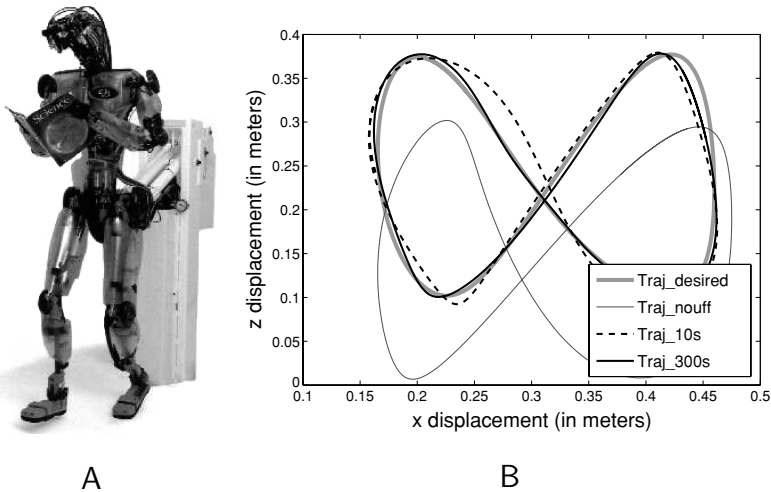 Science
0.4
0.35
0.3
0.25
0.2
0.15
0.1
0.05
0
z displacement (in meters)
0.1 0.15 0.2 0.25 0.3 0.35 0.4 0.45 0.5
x displacement (in meters)
Traj_desired
Traj_nouff
Traj_10s
Traj_300s
A
B